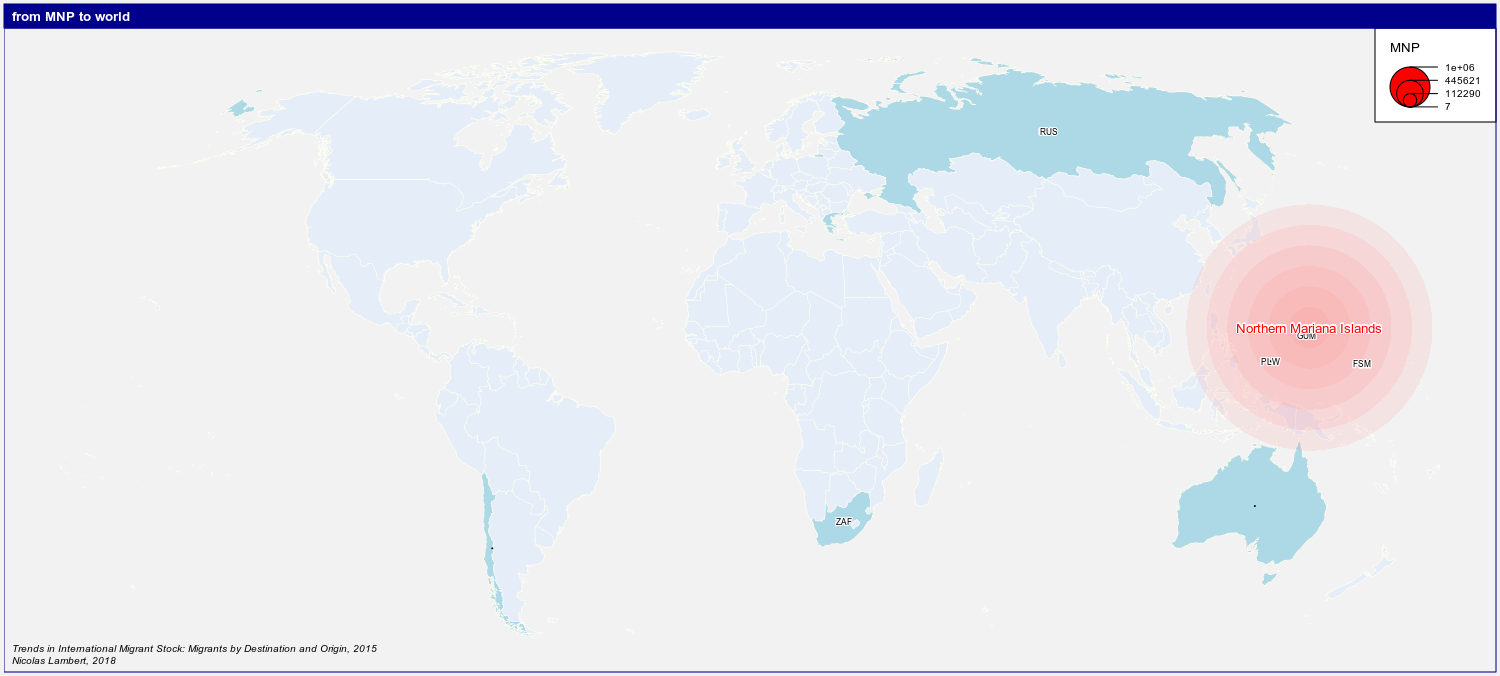 from MNP to world
MNP
1e+06
445621
112290
7
RUS
Northern Mariana Islands
GUM
PLW
FSM
ZAF
Trends in International Migrant Stock: Migrants by Destination and Origin, 2015
Nicolas Lambert, 2018